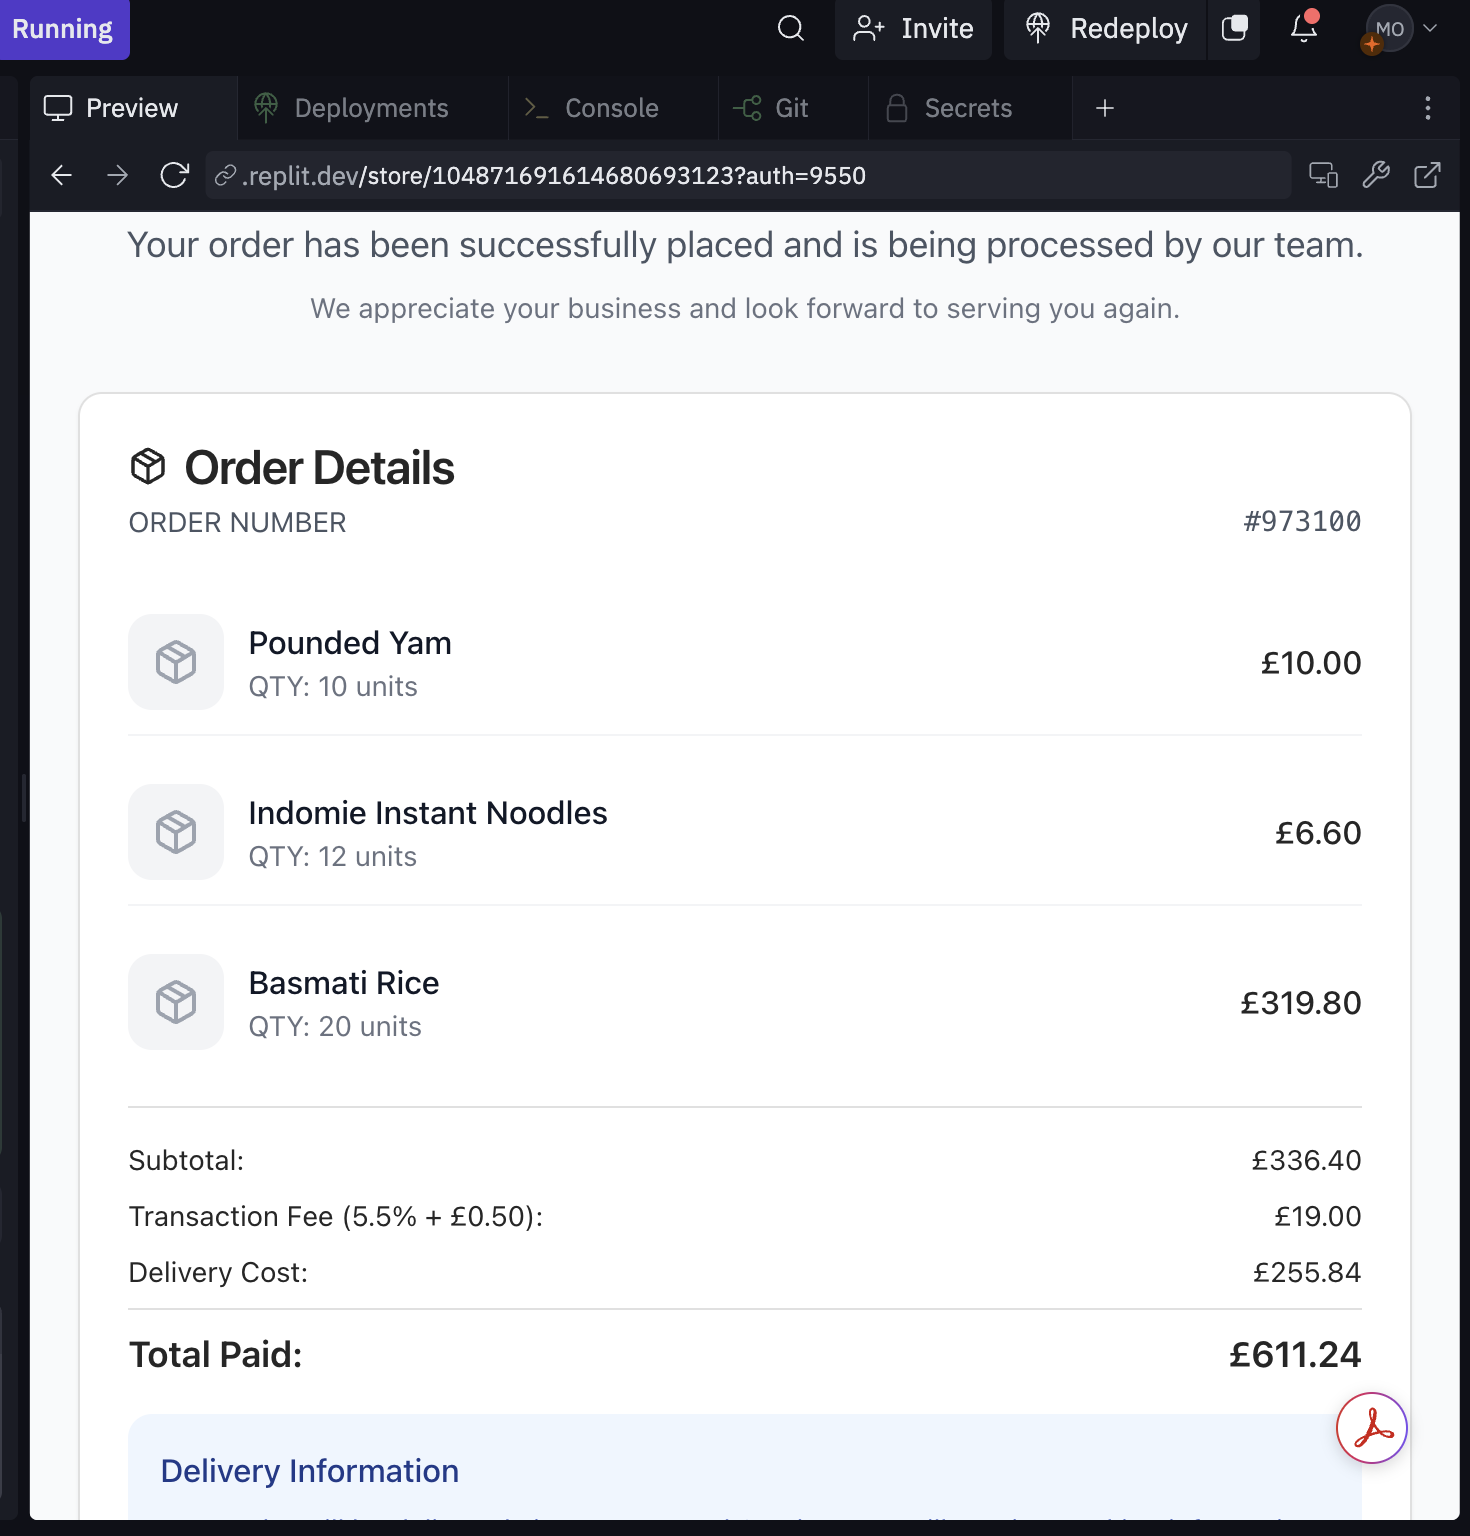 Running
Invite
Redeploy
MO
Preview
Deployments
Console
Git
Secrets
.replit.dev/store/104871691614680693123?auth=9550
Your order has been successfully placed and is being processed by our team.
We appreciate your business and look forward to serving you again.
Order Details
ORDER NUMBER #973100
Pounded Yam
QTY: 10 units
£10.00
Indomie Instant Noodles
QTY: 12 units
£6.60
Basmati Rice
QTY: 20 units
£319.80
Subtotal: £336.40
Transaction Fee (5.5% + £0.50): £19.00
Delivery Cost: £255.84
Total Paid: £611.24
Delivery Information